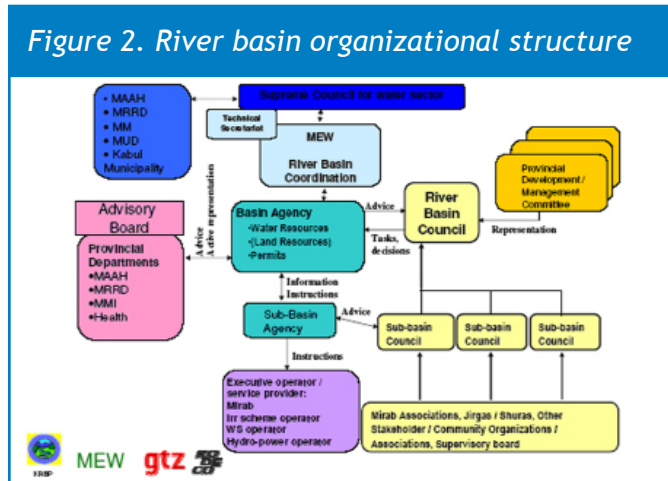 Figure 2. River basin organizational structure
Supreme Council for water sector
• MAAH
• MRRD
• MM
• MUD
• Kabul
Municipality
Technical
Secretariat
MEW
River Basin
Coordination
Provincial
Development /
Management
Committee
Advisory
Board
Provincial
Departments
•MAAH
•MRRD
•MMI
•Health
Advice
Active representation
Basin Agency
•Water Resources
•(Land Resources)
•Permits
Advice
Tasks,
decisions
River
Basin
Council
Representation
Information
Instructions
Sub-Basin
Agency
Advice
Sub-basin
Council
Sub-basin
Council
Sub-basin
Council
Instructions
Executive operator /
service provider:
Mirab
Irr scheme operator
WS operator
Hydro-power operator
Mirab Associations, Jirgas / Shuras, Other
Stakeholder / Community Organizations /
Associations, Supervisory board
MEW
gtz